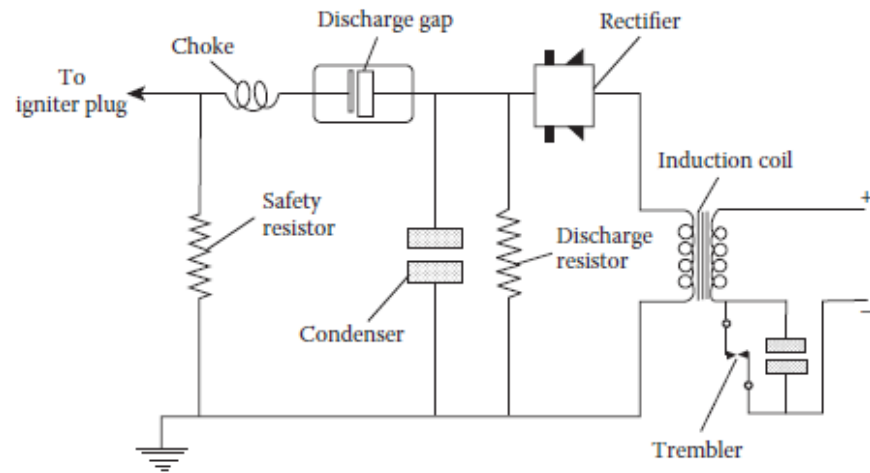 Discharge gap
Choke
Rectifier
To
igniter plug
Induction coil
+
Safety
resistor
Discharge
resistor
Condenser
−
Trembler